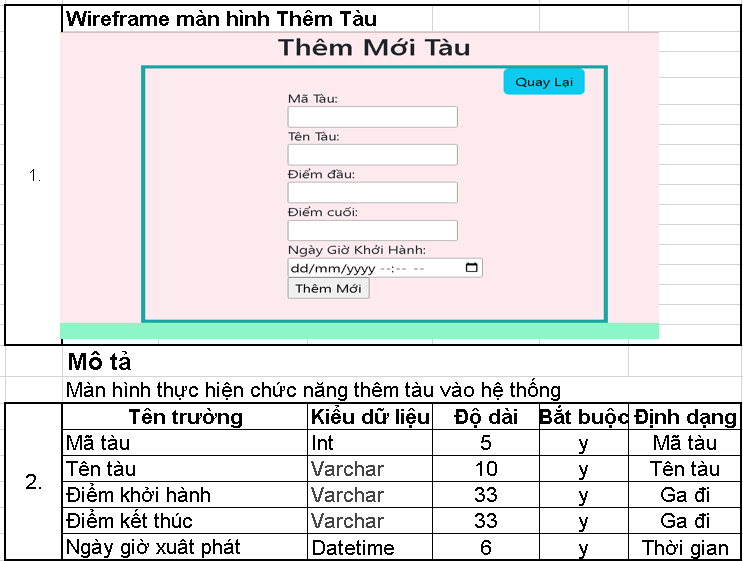 Wireframe màn hình Thêm Tàu
Thêm Mới Tàu
Quay Lại
Mã Tàu:
Tên Tàu:
Điểm đầu:
Điểm cuối:
Ngày Giờ Khởi Hành:
dd/mm/yyyy --:-- --
Thêm Mới
1.
Mô tả
Màn hình thực hiện chức năng thêm tàu vào hệ thống
Tên trường Kiểu dữ liệu Độ dài Bắt buộc Định dạng
Mã tàu Int 5 y Mã tàu
Tên tàu Varchar 10 y Tên tàu
2.
Điểm khởi hành Varchar 33 y Ga đi
Điểm kết thúc Varchar 33 y Ga đi
Ngày giờ xuât phát Datetime 6 y Thời gian